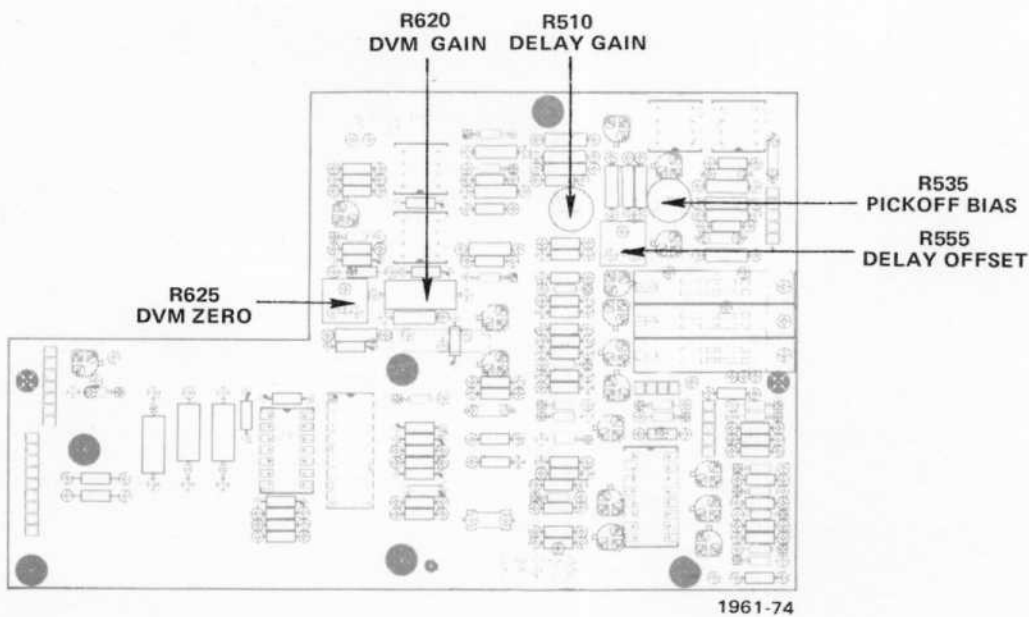 R620
DVM GAIN
R510
DELAY GAIN
R535
PICKOFF BIAS
R555
DELAY OFFSET
R625
DVM ZERO
1961-74